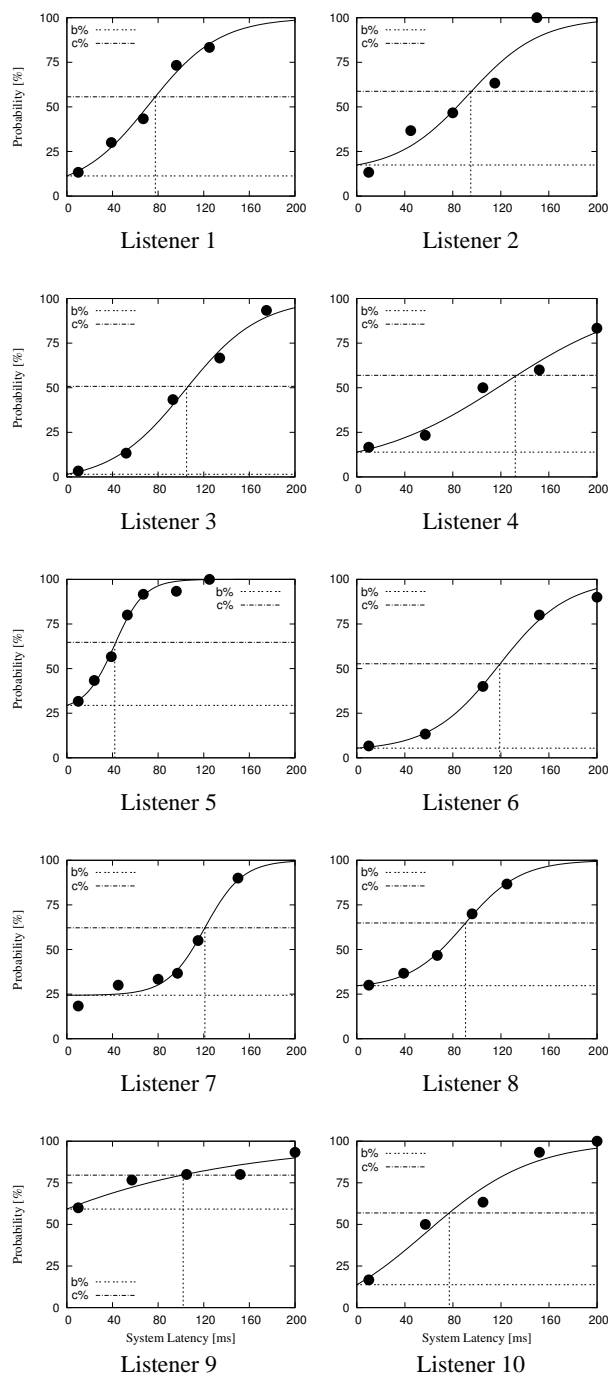 Probability [%]
100
75
50
25
0
b%
c%
0 40 80 120 160 200
Listener 1
100
75
50
25
0
b%
c%
0 40 80 120 160 200
Listener 2
Probability [%]
100
75
50
25
0
b%
c%
0 40 80 120 160 200
Listener 3
100
75
50
25
0
b%
c%
0 40 80 120 160 200
Listener 4
Probability [%]
100
75
50
25
0
b%
c%
0 40 80 120 160 200
Listener 5
100
75
50
25
0
b%
c%
0 40 80 120 160 200
Listener 6
Probability [%]
100
75
50
25
0
b%
c%
0 40 80 120 160 200
Listener 7
100
75
50
25
0
b%
c%
0 40 80 120 160 200
Listener 8
Probability [%]
100
75
50
25
0
b%
c%
0 40 80 120 160 200
System Latency [ms]
Listener 9
100
75
50
25
0
b%
c%
0 40 80 120 160 200
System Latency [ms]
Listener 10